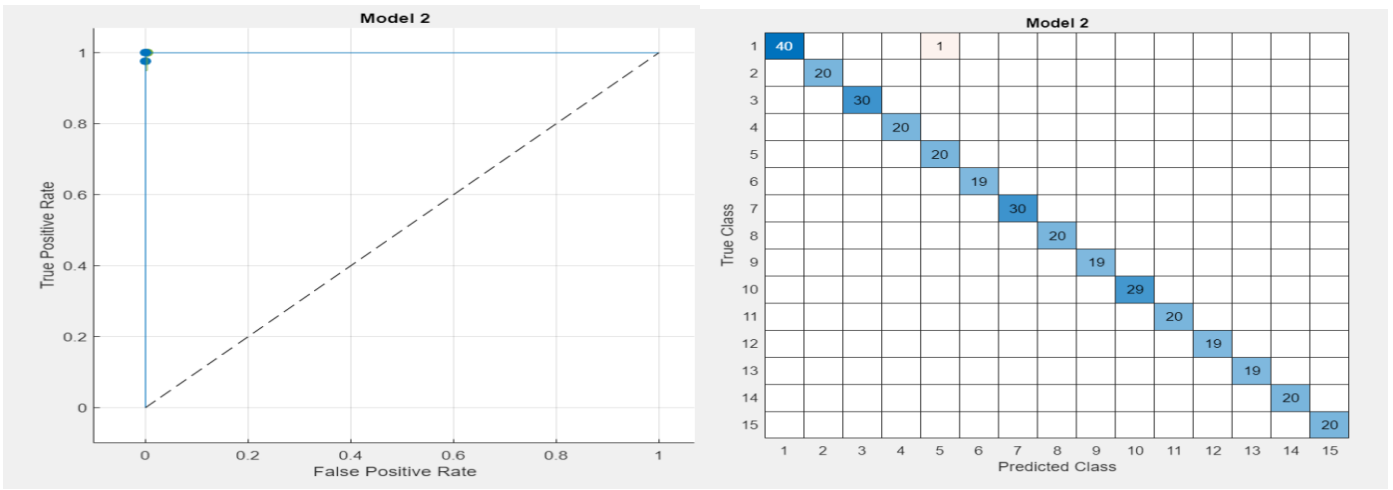 Model 2
1
0.8
0.6
0.4
0.2
0
True Positive Rate
0 0.2 0.4 0.6 0.8 1
False Positive Rate
Model 2
1 40 1
2 20
3 30
4 20
5 20
6 19
7 30
8 20
9 19
10 29
11 20
12 19
13 19
14 20
15 20
True Class
1 2 3 4 5 6 7 8 9 10 11 12 13 14 15
Predicted Class